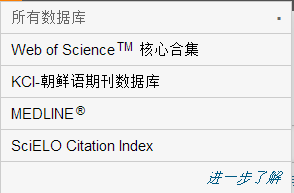 所有数据库
Web of Science™ 核心合集
KCI-朝鲜语期刊数据库
MEDLINE®
SciELO Citation Index
进一步了解